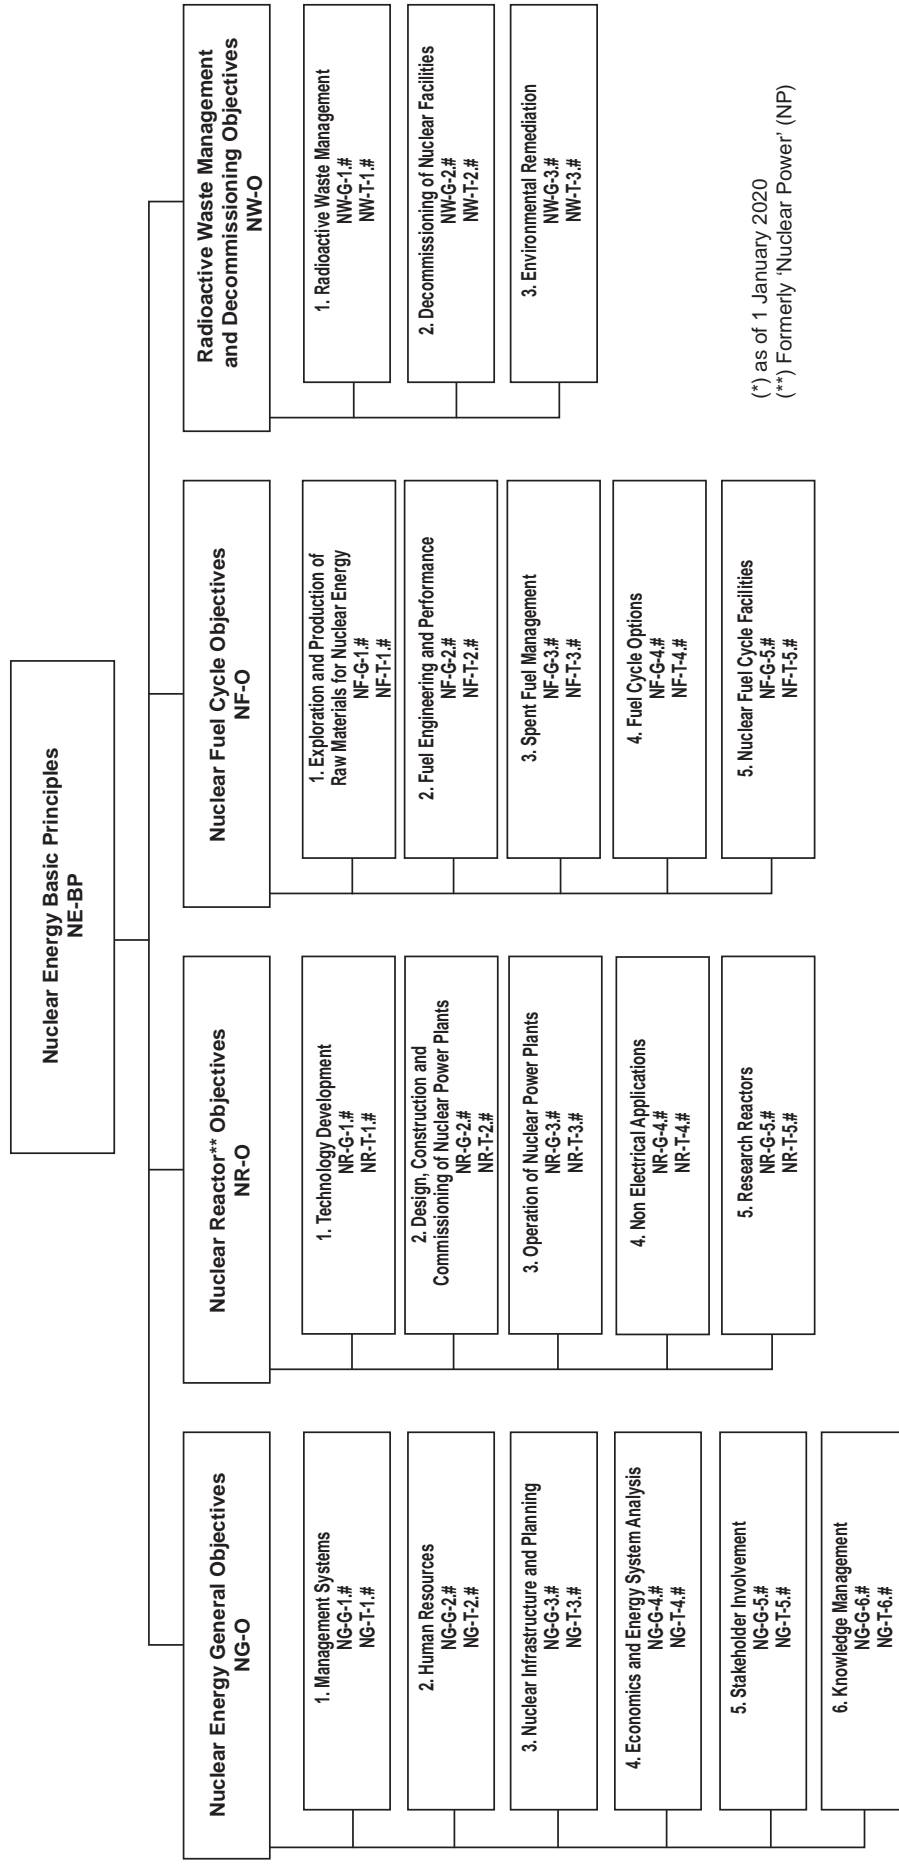 Nuclear Energy Basic Principles
NE-BP
Nuclear Energy General Objectives
NG-O
1. Management Systems
NG-G-1.#
NG-T-1.#
2. Human Resources
NG-G-2.#
NG-T-2.#
3. Nuclear Infrastructure and Planning
NG-G-3.#
NG-T-3.#
4. Economics and Energy System Analysis
NG-G-4.#
NG-T-4.#
5. Stakeholder Involvement
NG-G-5.#
NG-T-5.#
6. Knowledge Management
NG-G-6.#
NG-T-6.#
Nuclear Reactor** Objectives
NR-O
1. Technology Development
NR-G-1.#
NR-T-1.#
2. Design, Construction and
Commissioning of Nuclear Power Plants
NR-G-2.#
NR-T-2.#
3. Operation of Nuclear Power Plants
NR-G-3.#
NR-T-3.#
4. Non Electrical Applications
NR-G-4.#
NR-T-4.#
5. Research Reactors
NR-G-5.#
NR-T-5.#
Nuclear Fuel Cycle Objectives
NF-O
1. Exploration and Production of
Raw Materials for Nuclear Energy
NF-G-1.#
NF-T-1.#
2. Fuel Engineering and Performance
NF-G-2.#
NF-T-2.#
3. Spent Fuel Management
NF-G-3.#
NF-T-3.#
4. Fuel Cycle Options
NF-G-4.#
NF-T-4.#
5. Nuclear Fuel Cycle Facilities
NF-G-5.#
NF-T-5.#
Radioactive Waste Management
and Decommissioning Objectives
NW-O
1. Radioactive Waste Management
NW-G-1.#
NW-T-1.#
2. Decommissioning of Nuclear Facilities
NW-G-2.#
NW-T-2.#
3. Environmental Remediation
NW-G-3.#
NW-T-3.#
(*) as of 1 January 2020
(**) Formerly ‘Nuclear Power’ (NP)